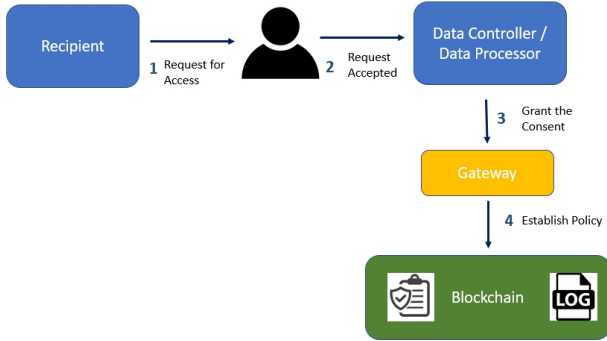 Recipient
1 Request for
Access
2 Request
Accepted
Data Controller /
Data Processor
3 Grant the
Consent
Gateway
4 Establish Policy
Blockchain
LOG